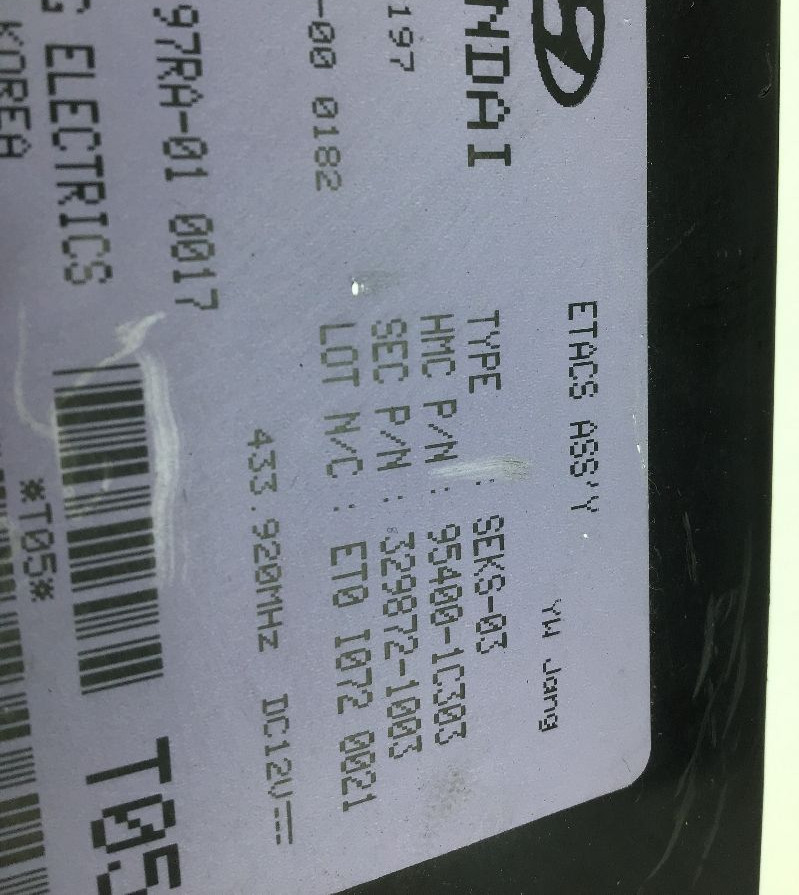 NDAI
197
-00 0182
97RA-01 0017
G ELECTRICS
KOREA
ETACS ASS'Y
YW Jang
TYPE : SEKS-03
HMC P/N : 95400-1C303
SEC P/N : 329872-1003
LOT N/C : ET0 I072 0021
433.920MHz DC12V
*T05*
T05